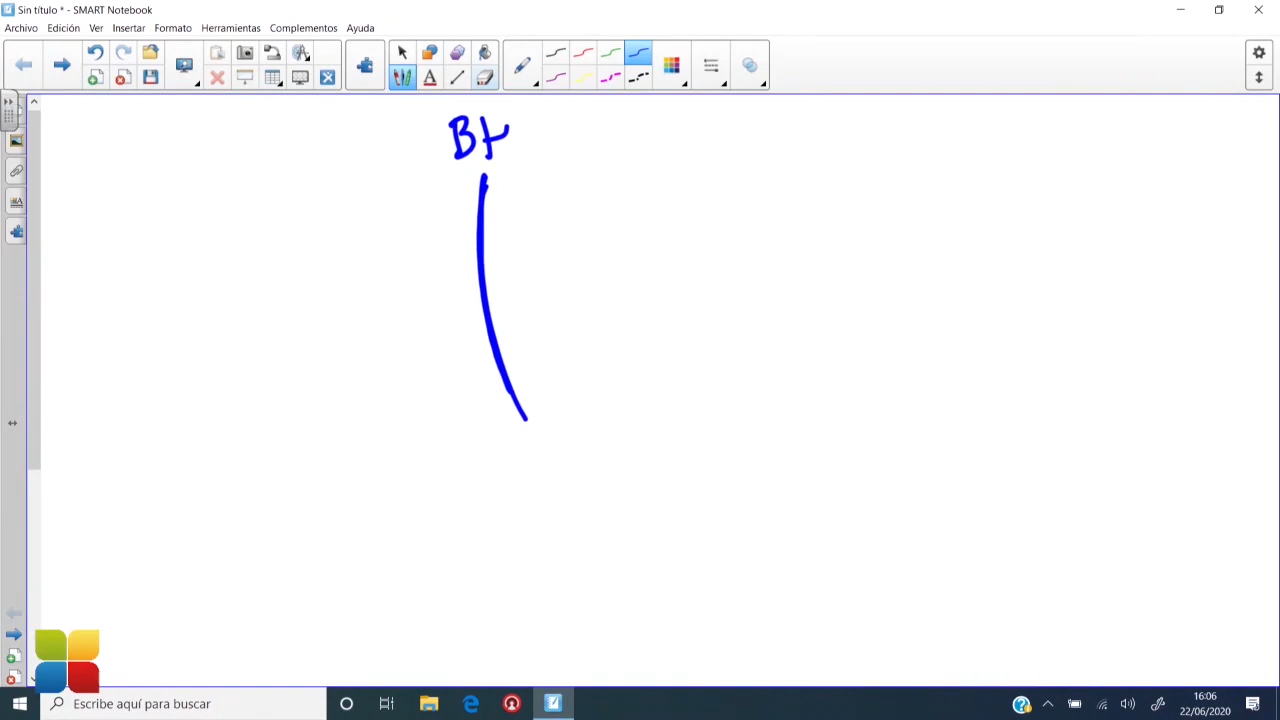 Sin título * - SMART Notebook
Archivo Edición Ver Insertar Formato Herramientas Complementos Ayuda
Escribe aquí para buscar
16:06
22/06/2020